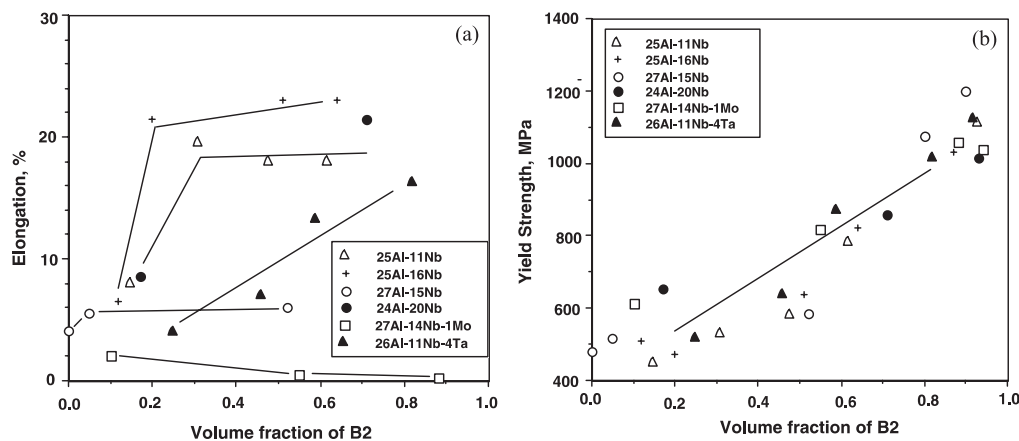 (a)
30
20
10
0
0.0 0.2 0.4 0.6 0.8 1.0
Elongation, %
Volume fraction of B2
25Al-11Nb
25Al-16Nb
27Al-15Nb
24Al-20Nb
27Al-14Nb-1Mo
26Al-11Nb-4Ta
(b)
1400
1200
1000
800
600
400
0.0 0.2 0.4 0.6 0.8 1.0
Yield Strength, MPa
Volume fraction of B2
25Al-11Nb
25Al-16Nb
27Al-15Nb
24Al-20Nb
27Al-14Nb-1Mo
26Al-11Nb-4Ta